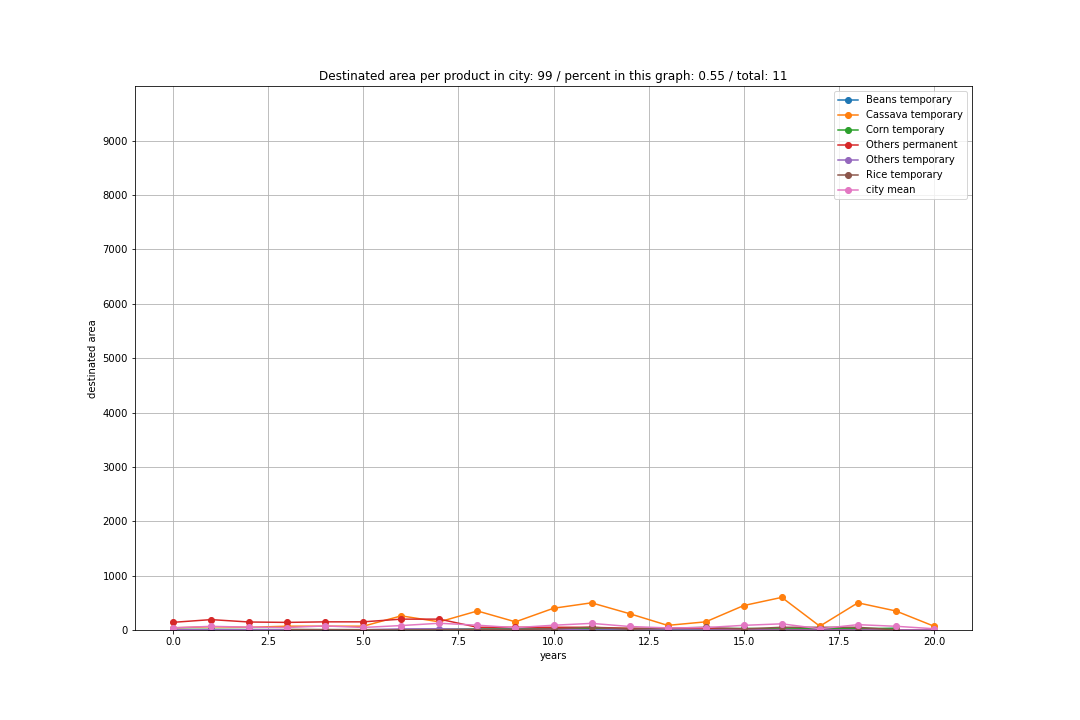 Destinated area per product in city: 99 / percent in this graph: 0.55 / total: 11
Beans temporary
Cassava temporary
Corn temporary
Others permanent
Others temporary
Rice temporary
city mean
destinated area
9000
8000
7000
6000
5000
4000
3000
2000
1000
0
0.0 2.5 5.0 7.5 10.0 12.5 15.0 17.5 20.0
years